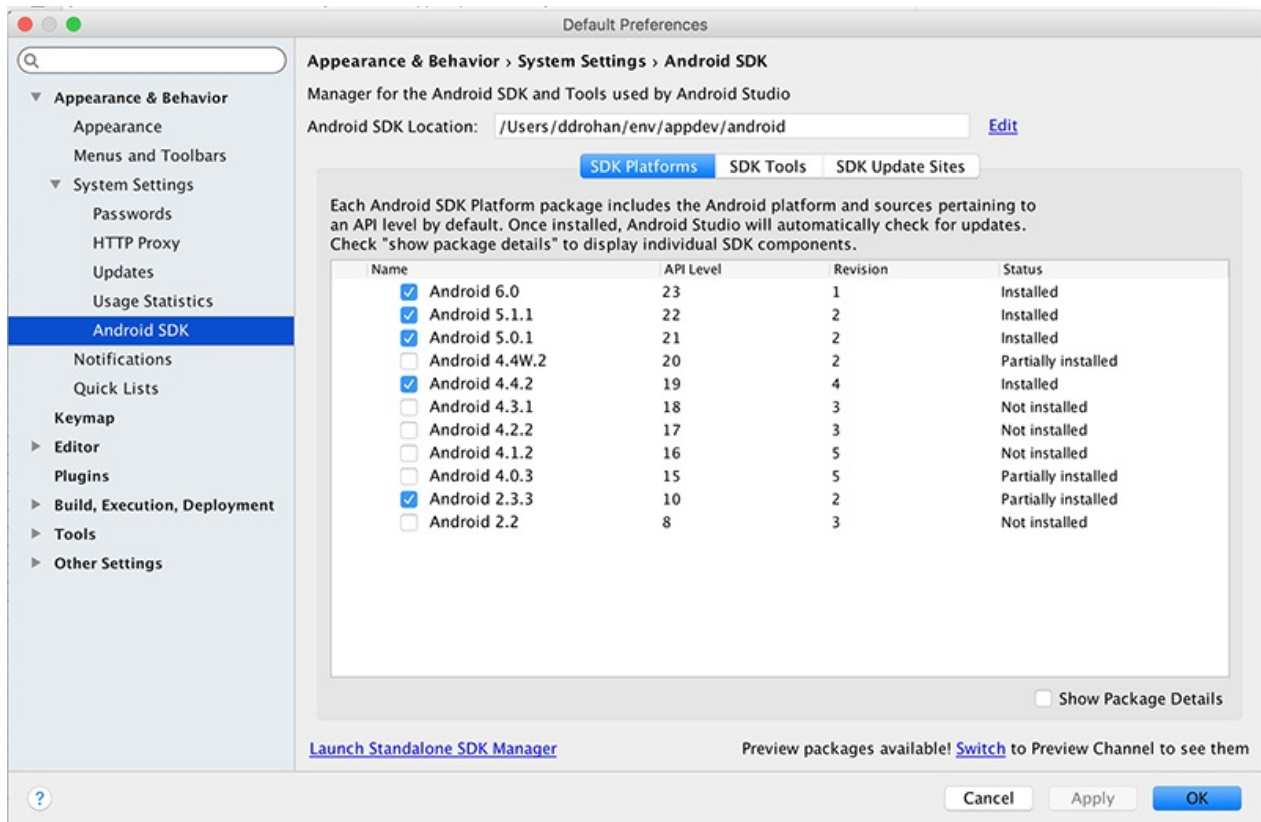 Default Preferences
Appearance & Behavior
Appearance
Menus and Toolbars
System Settings
Passwords
HTTP Proxy
Updates
Usage Statistics
Android SDK
Notifications
Quick Lists
Keymap
Editor
Plugins
Build, Execution, Deployment
Tools
Other Settings
Appearance & Behavior › System Settings › Android SDK
Manager for the Android SDK and Tools used by Android Studio
Android SDK Location: /Users/ddrohan/env/appdev/android Edit
SDK Platforms SDK Tools SDK Update Sites
Each Android SDK Platform package includes the Android platform and sources pertaining to
an API level by default. Once installed, Android Studio will automatically check for updates.
Check "show package details" to display individual SDK components.
Name API Level Revision Status
Android 6.0 23 1 Installed
Android 5.1.1 22 2 Installed
Android 5.0.1 21 2 Installed
Android 4.4W.2 20 2 Partially installed
Android 4.4.2 19 4 Installed
Android 4.3.1 18 3 Not installed
Android 4.2.2 17 3 Not installed
Android 4.1.2 16 5 Not installed
Android 4.0.3 15 5 Partially installed
Android 2.3.3 10 2 Partially installed
Android 2.2 8 3 Not installed
Show Package Details
Launch Standalone SDK Manager Preview packages available! Switch to Preview Channel to see them
? Cancel Apply OK